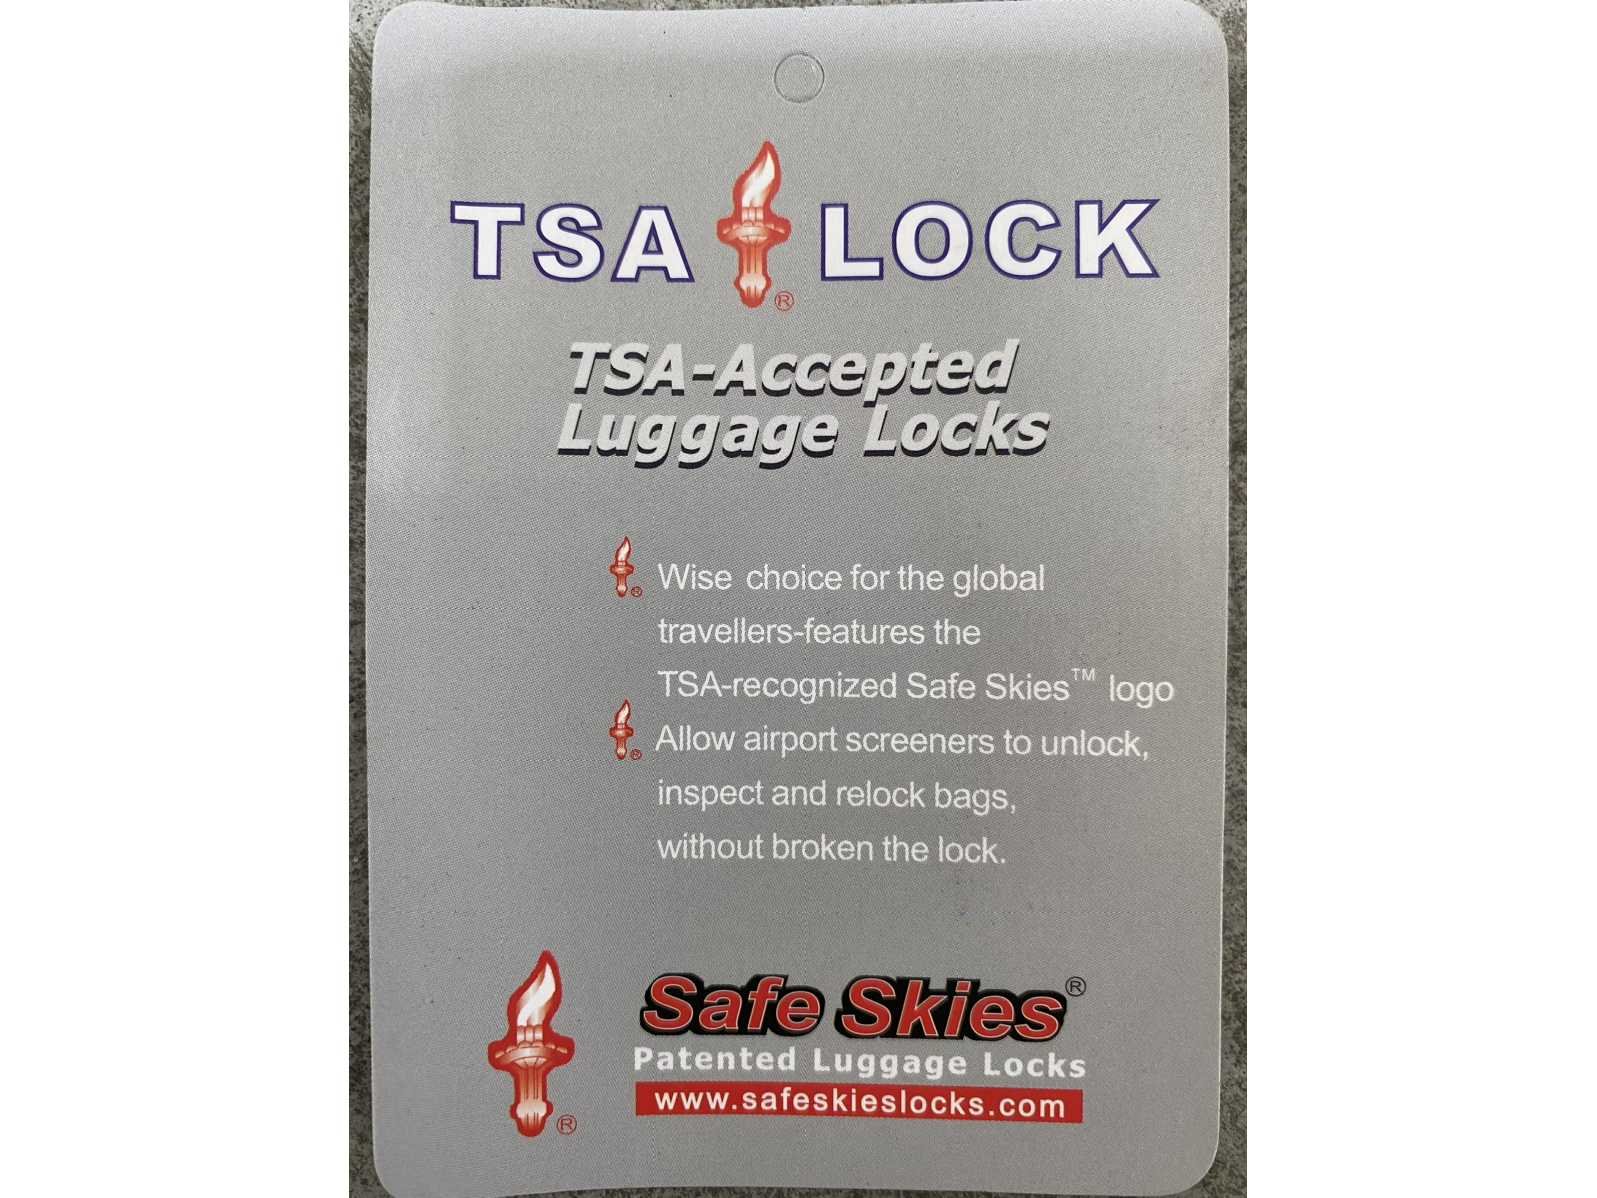 TSA LOCK
®
TSA-Accepted
Luggage Locks
Wise choice for the global
®
travellers-features the
TSA-recognized Safe Skies™ logo
Allow airport screeners to unlock,
®
inspect and relock bags,
without broken the lock.
Safe Skies®
Patented Luggage Locks
www.safeskieslocks.com
®